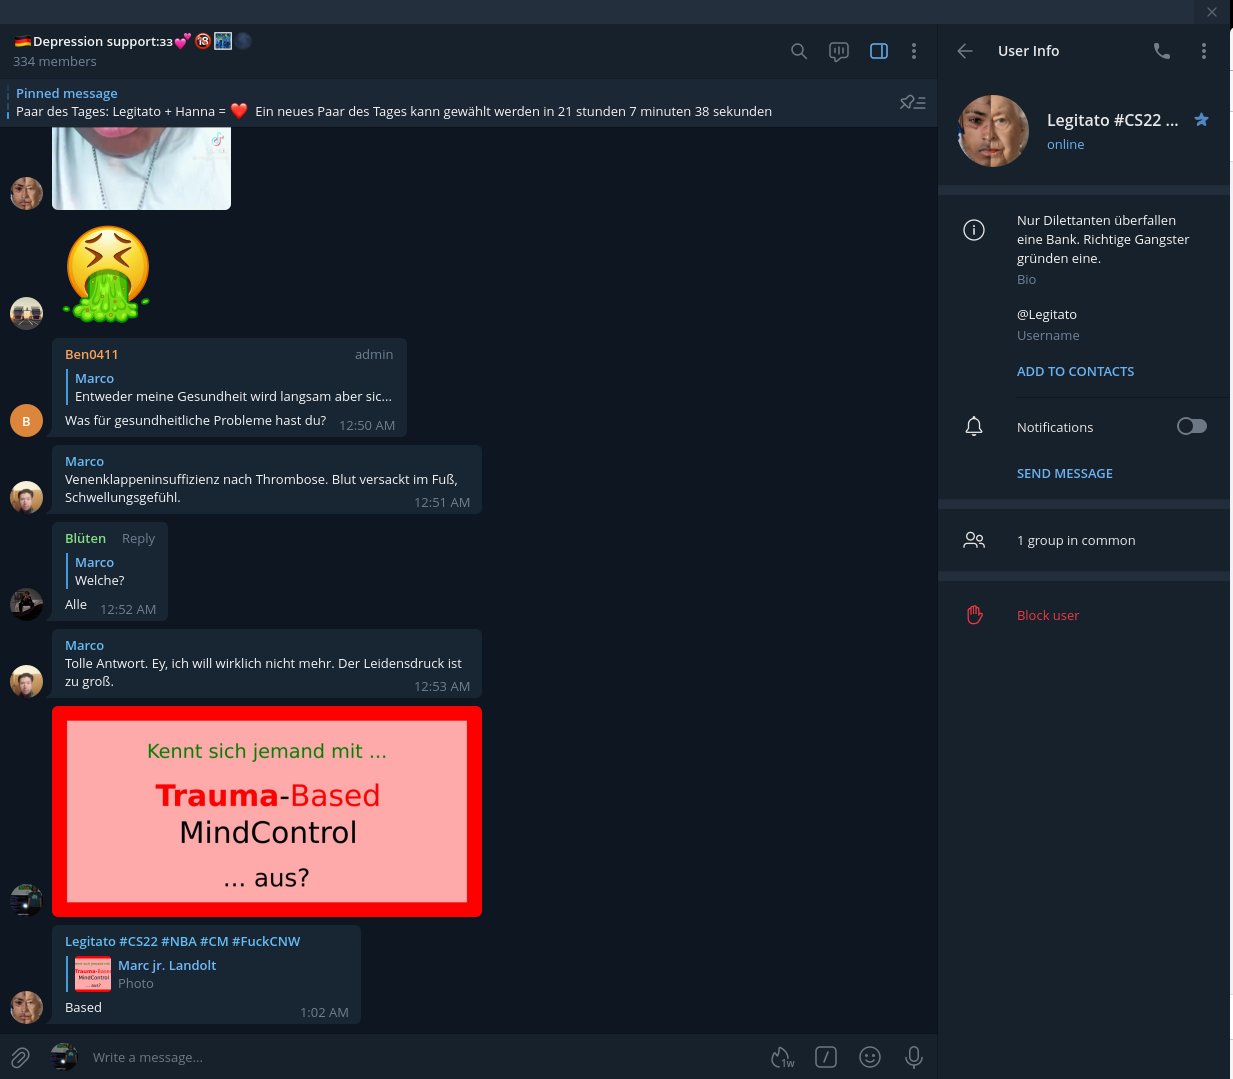 Depression support:зз
334 members
Pinned message
Paar des Tages: Legitato + Hanna = ❤️ Ein neues Paar des Tages kann gewählt werden in 21 stunden 7 minuten 38 sekunden
Ben0411 admin
Marco
Entweder meine Gesundheit wird langsam aber sic...
Was für gesundheitliche Probleme hast du? 12:50 AM
B
Marco
Venenklappeninsuffizienz nach Thrombose. Blut versackt im Fuß,
Schwellungsgefühl. 12:51 AM
Blüten Reply
Marco
Welche?
Alle 12:52 AM
Marco
Tolle Antwort. Ey, ich will wirklich nicht mehr. Der Leidensdruck ist
zu groß. 12:53 AM
Kennt sich jemand mit ...
Trauma-Based
MindControl
... aus?
Legitato #CS22 #NBA #CM #FuckCNW
Marc jr. Landolt
Photo
Based 1:02 AM
Write a message...
1w
User Info
Legitato #CS22 ...
online
Nur Dilettanten überfallen
eine Bank. Richtige Gangster
gründen eine.
Bio
@Legitato
Username
ADD TO CONTACTS
Notifications
SEND MESSAGE
1 group in common
Block user